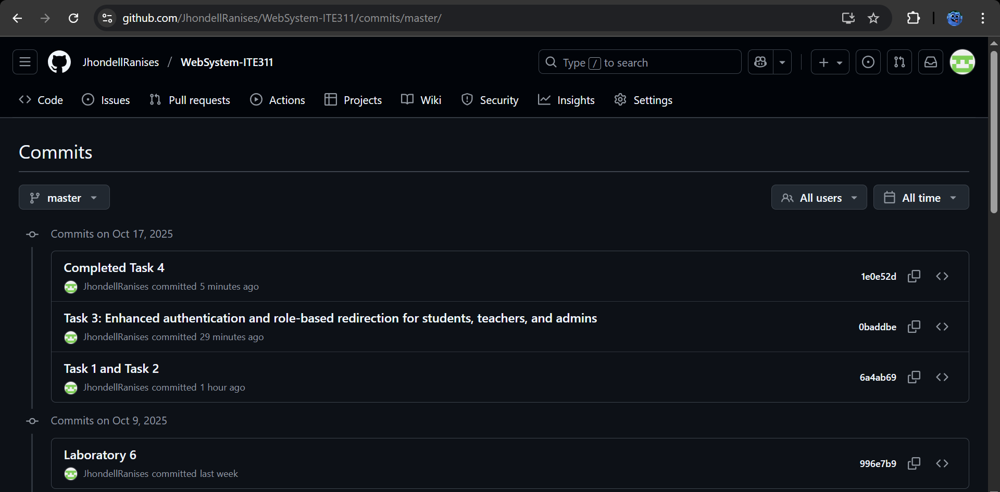 github.com/JhondellRanises/WebSystem-ITE311/commits/master/
JhondellRanises / WebSystem-ITE311
Type / to search
Code Issues Pull requests Actions Projects Wiki Security Insights Settings
Commits
master
All users All time
Commits on Oct 17, 2025
Completed Task 4
1e0e52d
JhondellRanises committed 5 minutes ago
Task 3: Enhanced authentication and role-based redirection for students, teachers, and admins
0baddbe
JhondellRanises committed 29 minutes ago
Task 1 and Task 2
6a4ab69
JhondellRanises committed 1 hour ago
Commits on Oct 9, 2025
Laboratory 6
996e7b9
JhondellRanises committed last week